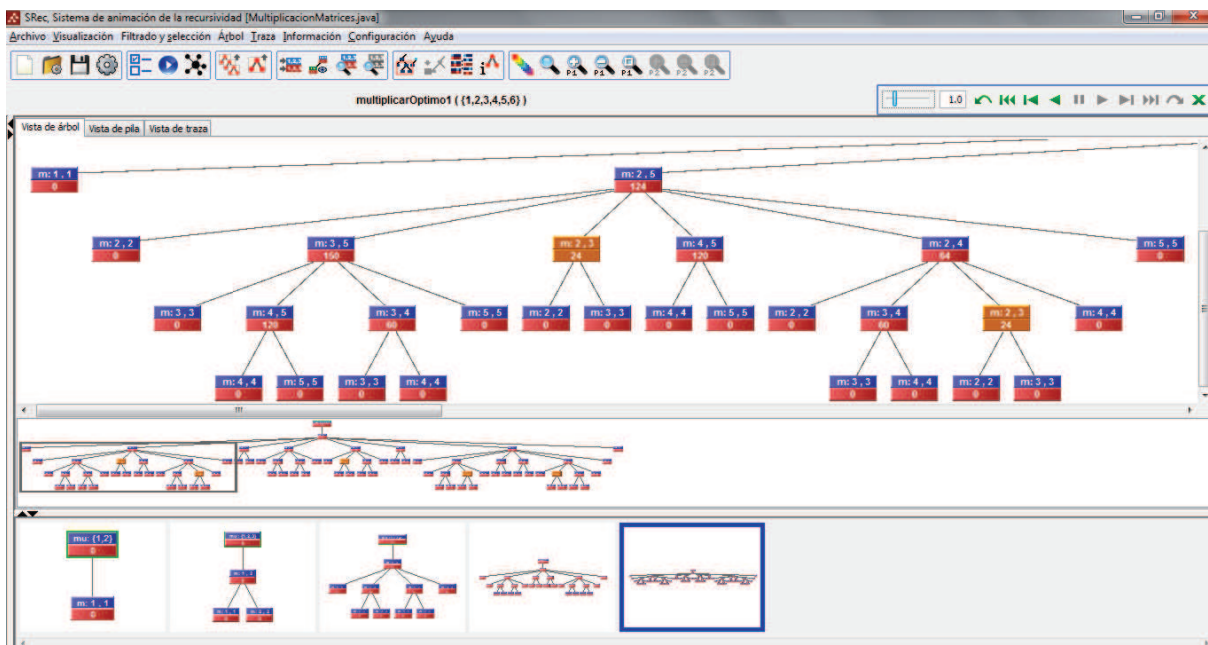 SRec, Sistema de animación de la recursividad [MultiplicacionMatrices.java]
Archivo Visualización Filtrado y selección Árbol Traza Información Configuración Ayuda
multiplicarOptimo1 ( {1,2,3,4,5,6} )
1.0
Vista de árbol Vista de pila Vista de traza
m: 1 , 1 m: 2 , 5
0 124
m: 2 , 2 m: 3 , 5 m: 2 , 3 m: 4 , 5 m: 2 , 4 m: 5 , 5
0 150 24 120 64 0
m: 3 , 3 m: 4 , 5 m: 3 , 4 m: 5 , 5 m: 2 , 2 m: 3 , 3 m: 4 , 4 m: 5 , 5 m: 2 , 2 m: 3 , 4 m: 2 , 3 m: 4 , 4
0 120 60 0 0 0 0 0 0 60 24 0
m: 4 , 4 m: 5 , 5 m: 3 , 3 m: 4 , 4 m: 3 , 3 m: 4 , 4 m: 2 , 2 m: 3 , 3
0 0 0 0 0 0 0 0
mu: {1,2}
0
m: 1 , 1
0